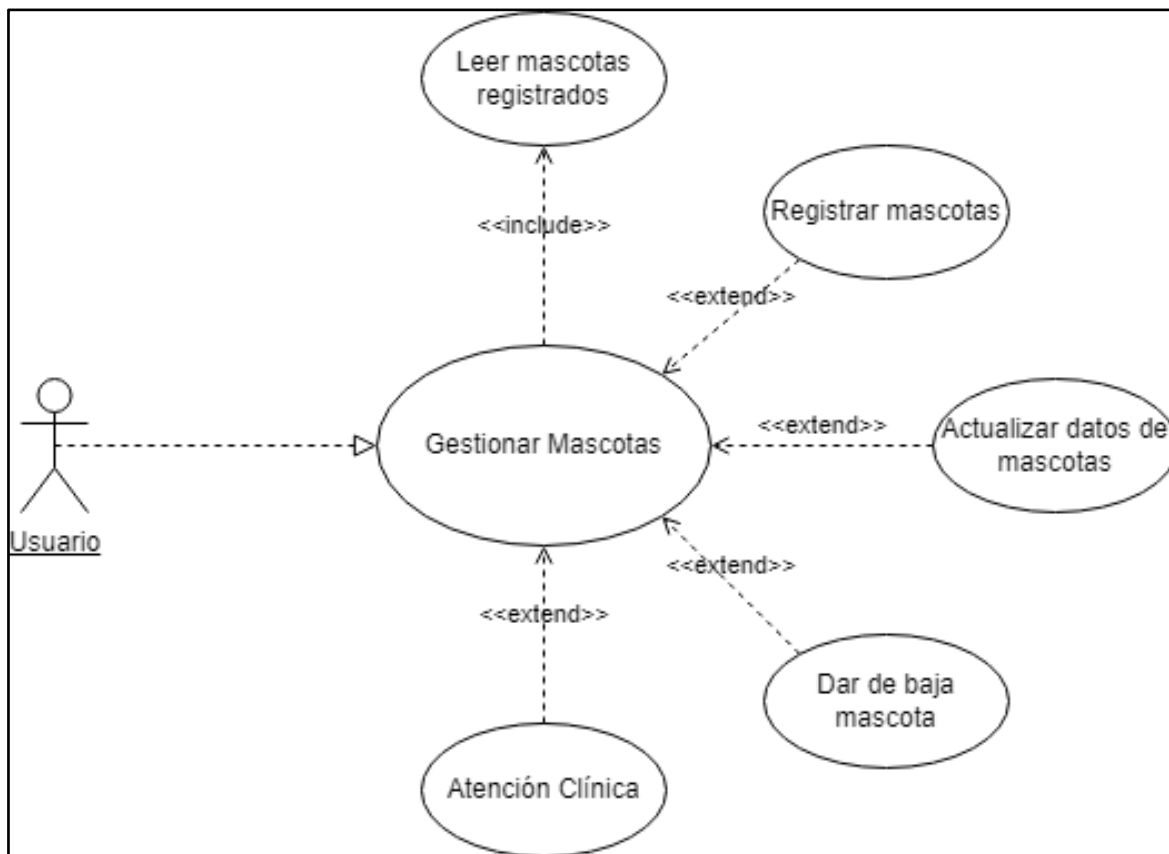 Leer mascotas
registrados
<<include>>
Registrar mascotas
<<extend>>
Usuario
Gestionar Mascotas
<<extend>>
Actualizar datos de
mascotas
<<extend>>
<<extend>>
Dar de baja
mascota
Atención Clínica